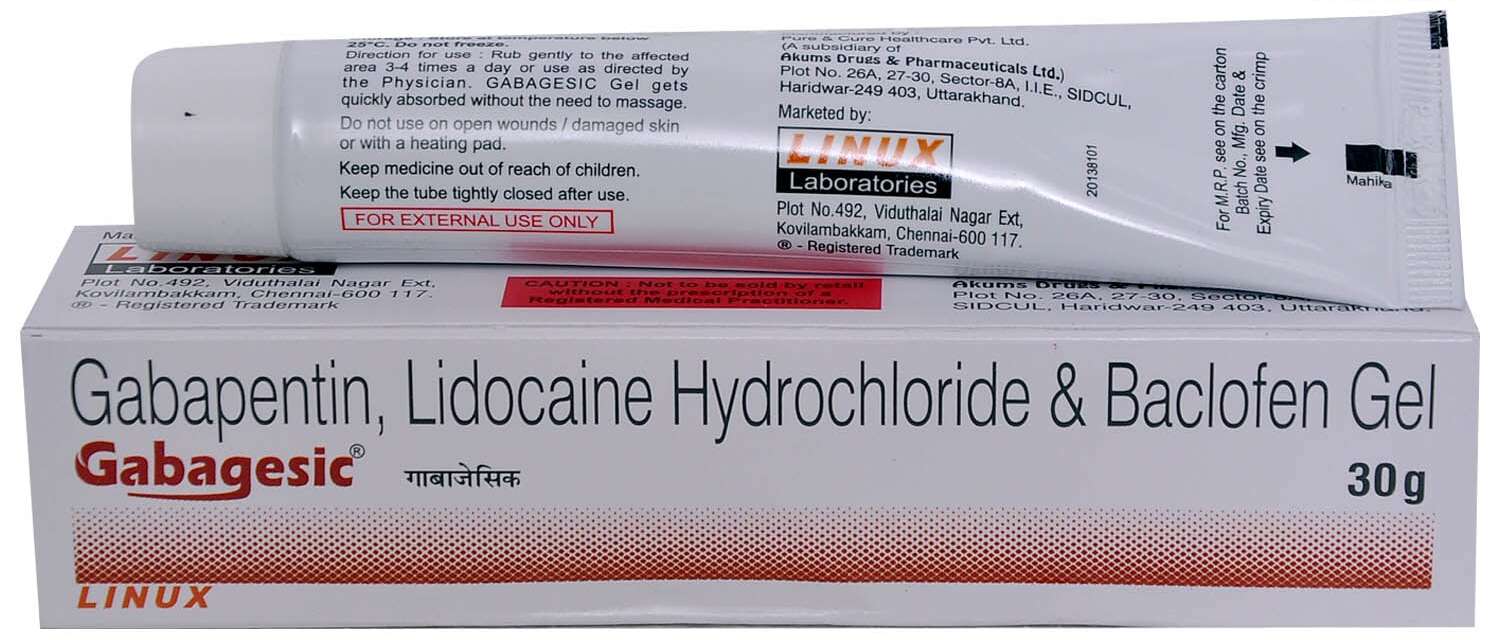 25°C. Do not freeze.
Direction for use : Rub gently to the affected
area 3-4 times a day or use as directed by
the Physician. GABAGESIC Gel gets
quickly absorbed without the need to massage.
Do not use on open wounds / damaged skin
or with a heating pad.
Keep medicine out of reach of children.
Keep the tube tightly closed after use.
FOR EXTERNAL USE ONLY
Pure & Cure Healthcare Pvt. Ltd.
(A subsidiary of
Akums Drugs & Pharmaceuticals Ltd.)
Plot No. 26A, 27-30, Sector-8A, I.I.E., SIDCUL,
Haridwar-249 403, Uttarakhand.
Marketed by:
LINUX
Laboratories
Plot No.492, Viduthalai Nagar Ext,
Kovilambakkam, Chennai-600 117.
® - Registered Trademark
20138101
For M.R.P. see on the carton
Batch No., Mfg. Date &
Expiry Date see on the crimp
Mahika
Laboratories
Plot No.492, Viduthalai Nagar Ext,
Kovilambakkam, Chennai-600 117.
® - Registered Trademark
CAUTION : Not to be sold by retail
without the prescription of a
Registered Medical Practitioner.
Akums Drugs &
Plot No. 26A, 27-30,
SIDCUL, Haridwar-249 403, Uttarakhand.
Gabapentin, Lidocaine Hydrochloride & Baclofen Gel
Gabagesic® गाबाजेसिक
30 g
LINUX